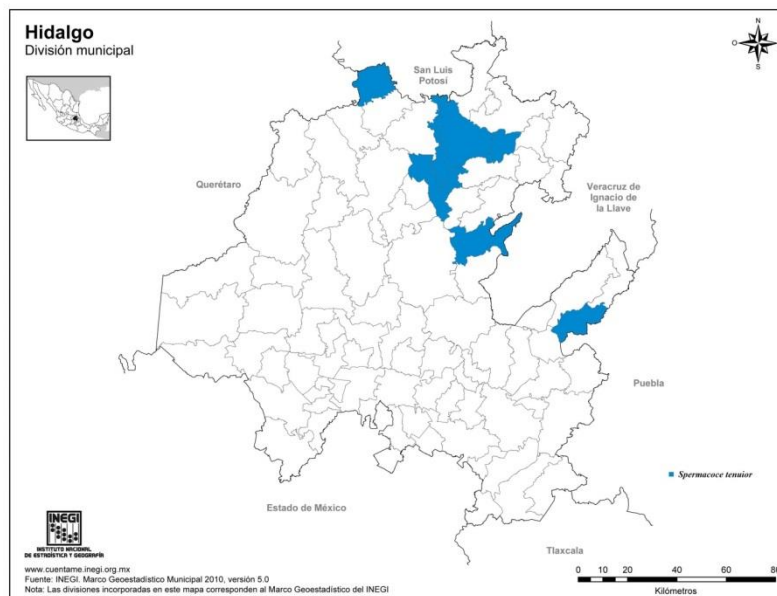 Hidalgo
División municipal
N
O
E
S
San Luis
Potosí
Querétaro
Veracruz de
Ignacio de
la Llave
Puebla
Spermacoce tenuior
Estado de México
Tlaxcala
INEGI
INSTITUTO NACIONAL
DE ESTADÍSTICA Y GEOGRAFÍA
www.cuentame.inegi.org.mx
Fuente: INEGI. Marco Geoestadístico Municipal 2010, versión 5.0
Nota: Las divisiones incorporadas en este mapa corresponden al Marco Geoestadístico del INEGI
0 20 40 60 80
Kilómetros